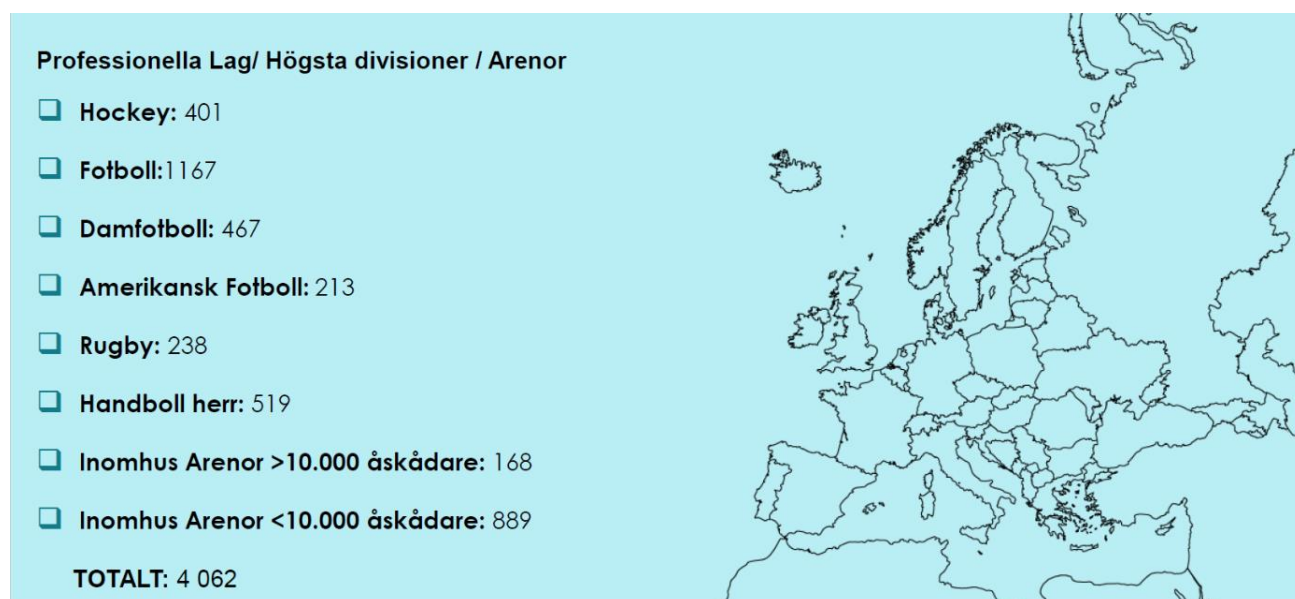 Professionella Lag/ Högsta divisioner / Arenor
Hockey: 401
Fotboll:1167
Damfotboll: 467
Amerikansk Fotboll: 213
Rugby: 238
Handboll herr: 519
Inomhus Arenor >10.000 åskådare: 168
Inomhus Arenor <10.000 åskådare: 889
TOTALT: 4 062